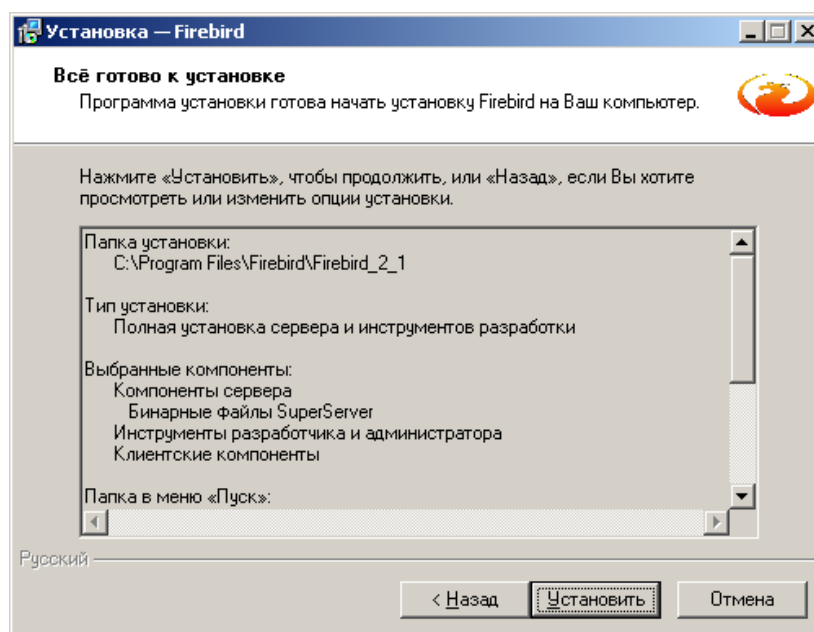 Установка — Firebird
Всё готово к установке
Программа установки готова начать установку Firebird на Ваш компьютер.
Нажмите «Установить», чтобы продолжить, или «Назад», если Вы хотите
просмотреть или изменить опции установки.
Папка установки:
C:\Program Files\Firebird\Firebird_2_1
Тип установки:
Полная установка сервера и инструментов разработки
Выбранные компоненты:
Компоненты сервера
Бинарные файлы SuperServer
Инструменты разработчика и администратора
Клиентские компоненты
Папка в меню «Пуск»:
Русский
< Назад Установить Отмена